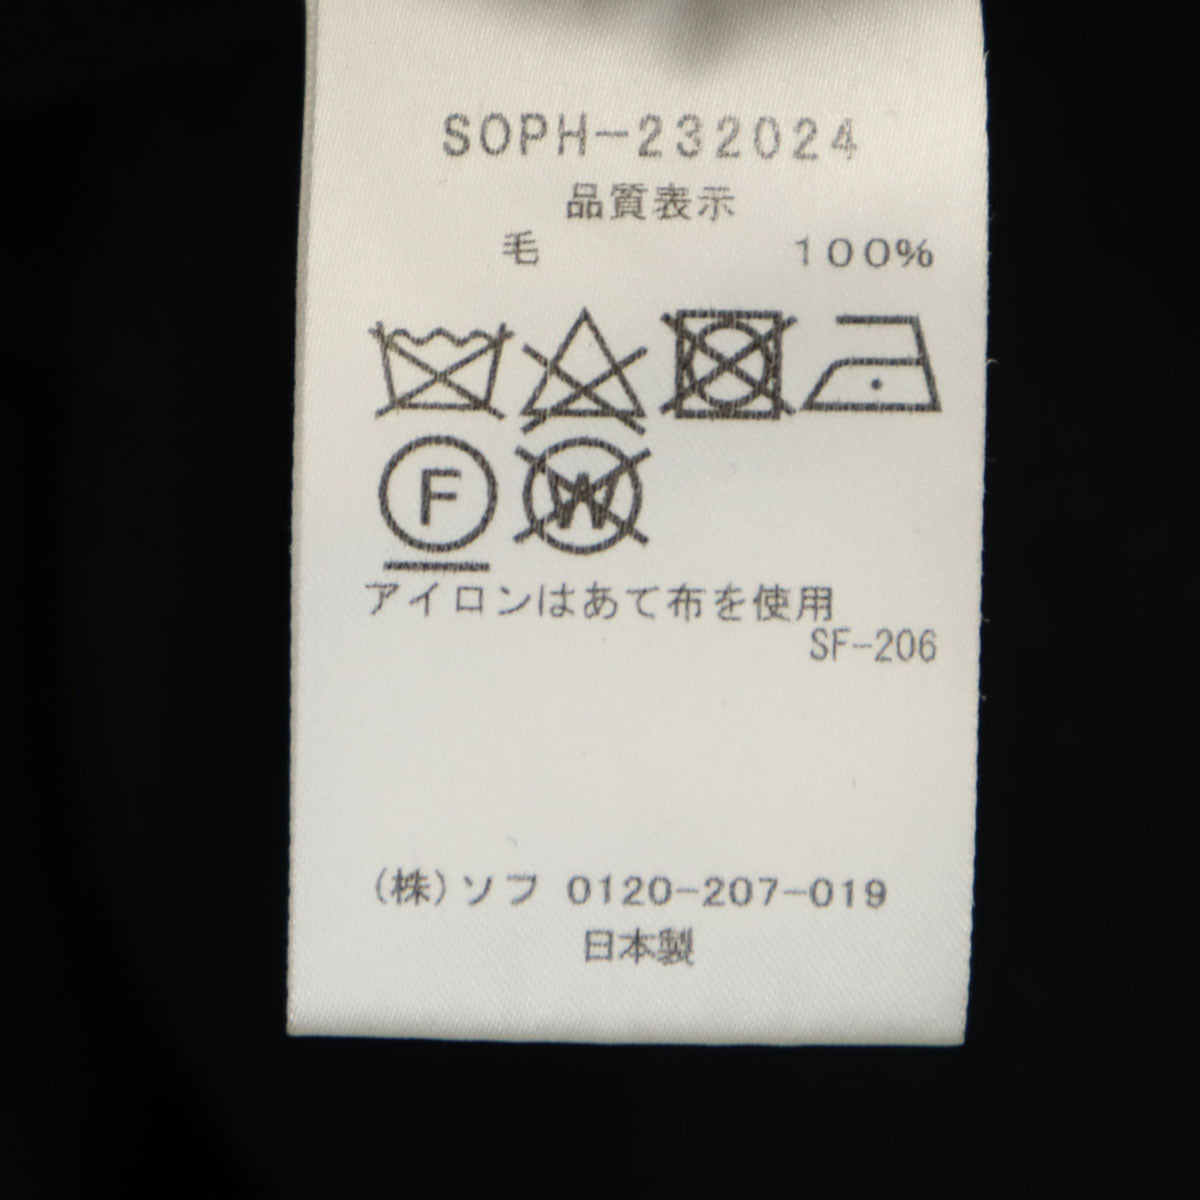 SOPH-232024
品質表示
毛 100%
F W
アイロンはあて布を使用
SF-206
(株)ソフ 0120-207-019
日本製